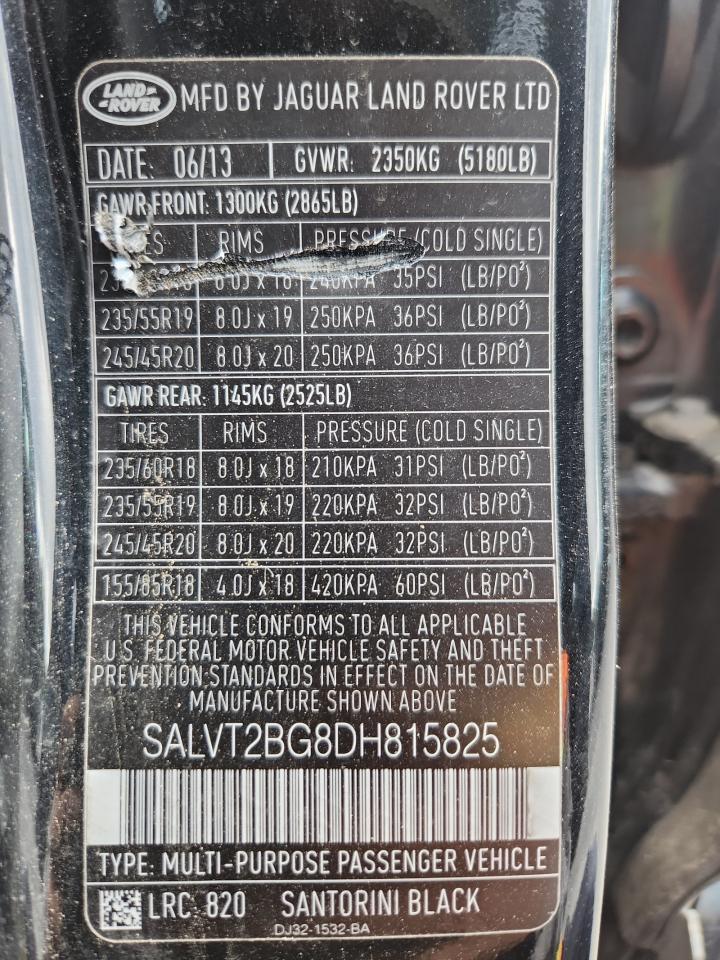 LAND ROVER MFD BY JAGUAR LAND ROVER LTD
DATE: 06/13 GVWR: 2350KG (5180LB)
GAWR FRONT: 1300KG (2865LB)
RIMS PRESSURE (COLD SINGLE)
8.0J x 18 240KPA 35PSI (LB/PO²)
235/55R19 8.0J x 19 250KPA 36PSI (LB/PO²)
245/45R20 8.0J x 20 250KPA 36PSI (LB/PO²)
GAWR REAR: 1145KG (2525LB)
TIRES RIMS PRESSURE (COLD SINGLE)
235/60R18 8.0J x 18 210KPA 31PSI (LB/PO²)
235/55R19 8.0J x 19 220KPA 32PSI (LB/PO²)
245/45R20 8.0J x 20 220KPA 32PSI (LB/PO²)
155/85R18 4.0J x 18 420KPA 60PSI (LB/PO²)
THIS VEHICLE CONFORMS TO ALL APPLICABLE
U.S. FEDERAL MOTOR VEHICLE SAFETY AND THEFT
PREVENTION STANDARDS IN EFFECT ON THE DATE OF
MANUFACTURE SHOWN ABOVE
SALVT2BG8DH815825
TYPE: MULTI-PURPOSE PASSENGER VEHICLE
LRC: 820 SANTORINI BLACK
DJ32-1532-BA